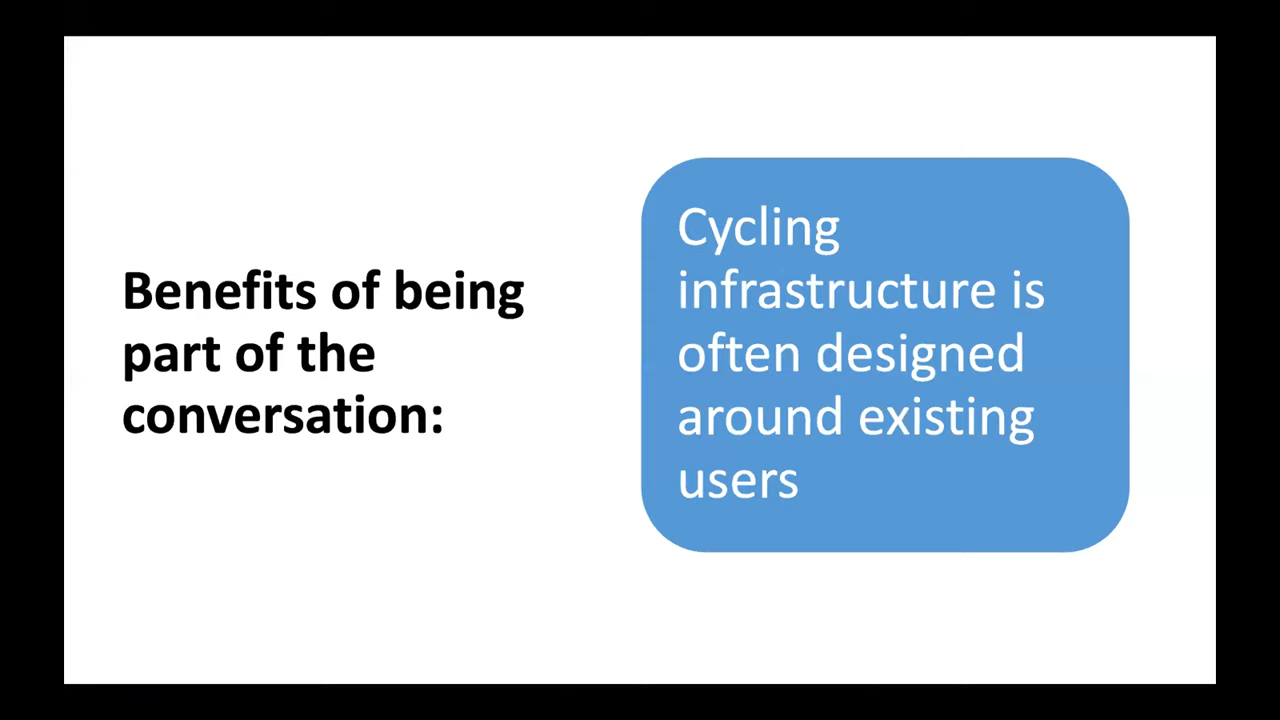 Benefits of being
part of the
conversation:
Cycling
infrastructure is
often designed
around existing
users